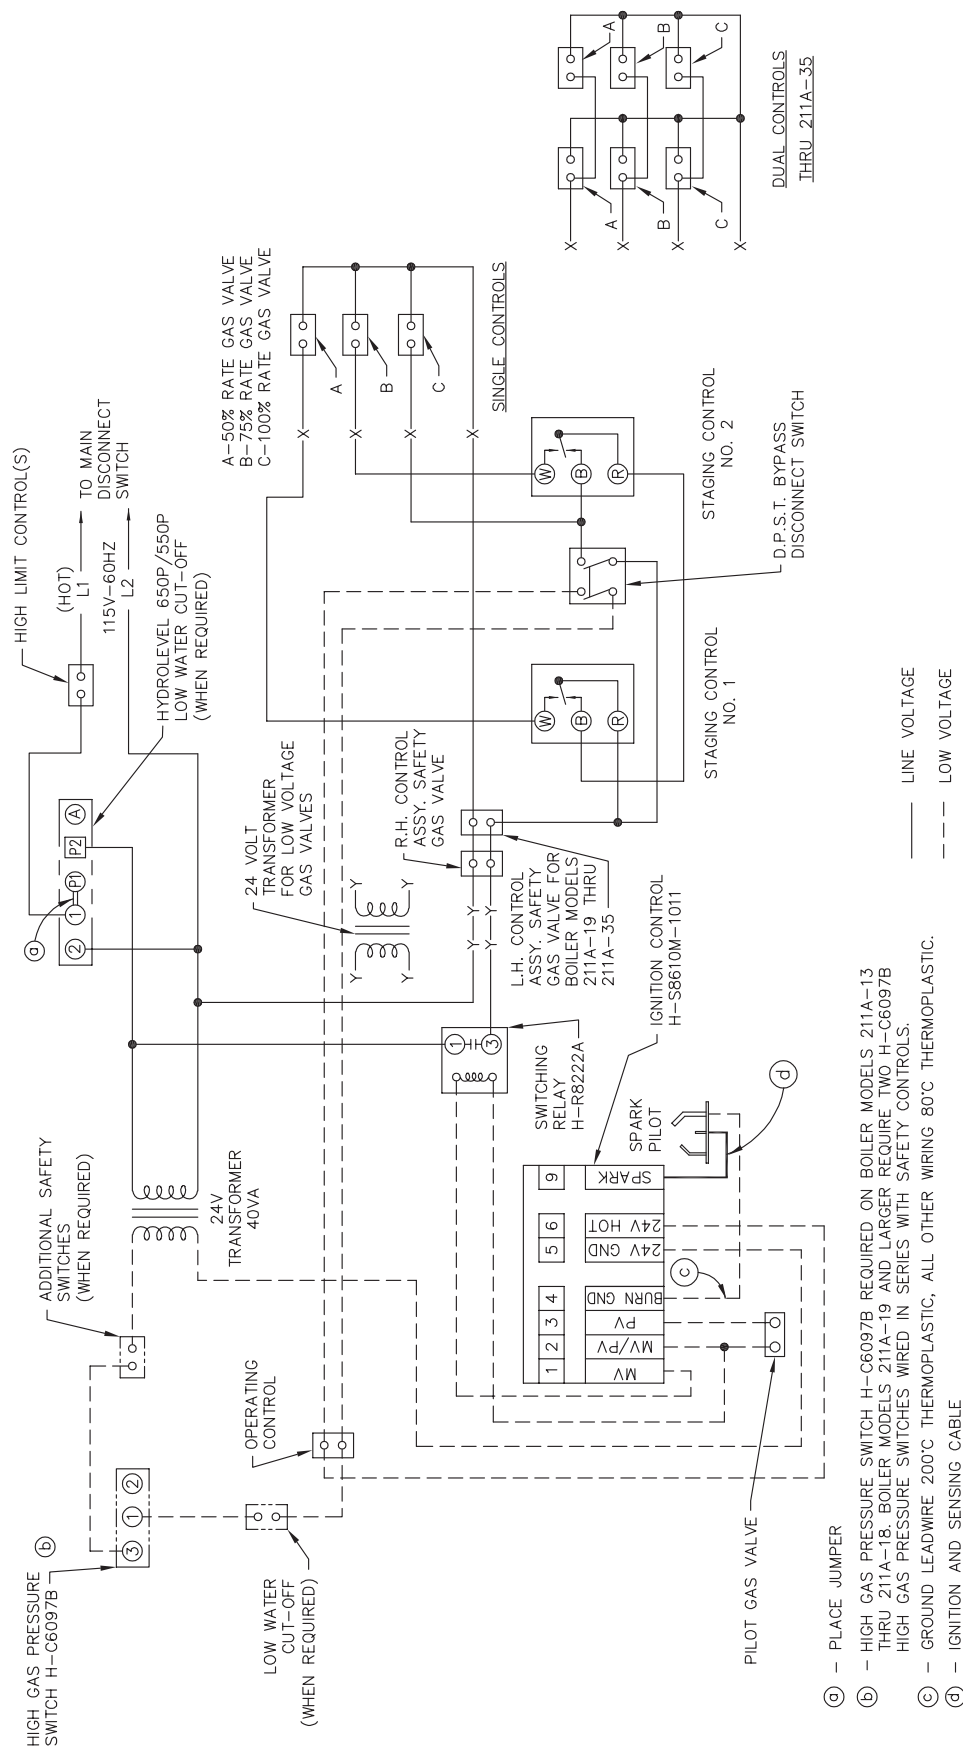 HIGH GAS PRESSURE
SWITCH H-C6097B
b
3
1
2
ADDITIONAL SAFETY
SWITCHES
(WHEN REQUIRED)
24V
TRANSFORMER
40VA
a
2
1
P1
P2
A
HIGH LIMIT CONTROL(S)
(HOT)
L1
TO MAIN
DISCONNECT
SWITCH
115V-60HZ
L2
HYDROLEVEL 650P/550P
LOW WATER CUT-OFF
(WHEN REQUIRED)
LOW WATER
CUT-OFF
(WHEN REQUIRED)
OPERATING
CONTROL
24 VOLT
TRANSFORMER
FOR LOW VOLTAGE
GAS VALVES
Y
Y
Y
Y
R.H. CONTROL
ASSY. SAFETY
GAS VALVE
Y
Y
Y
Y
L.H. CONTROL
ASSY. SAFETY
GAS VALVE FOR
BOILER MODELS
211A-19 THRU
211A-35
1
3
SWITCHING
RELAY
H-R8222A
A-50% RATE GAS VALVE
B-75% RATE GAS VALVE
C-100% RATE GAS VALVE
X
X
X
X
A
B
C
SINGLE CONTROLS
W
B
R
STAGING CONTROL
NO. 1
W
B
R
STAGING CONTROL
NO. 2
D.P.S.T. BYPASS
DISCONNECT SWITCH
X
X
X
X
A
B
C
A
B
C
DUAL CONTROLS
THRU 211A-35
IGNITION CONTROL
H-S8610M-1011
SPARK
PILOT
1
2
3
4
5
6
9
MV
MV/PV
PV
BURN GND
24V GND
24V HOT
SPARK
c
d
PILOT GAS VALVE
LINE VOLTAGE
LOW VOLTAGE
a - PLACE JUMPER
b - HIGH GAS PRESSURE SWITCH H-C6097B REQUIRED ON BOILER MODELS 211A-13
THRU 211A-18. BOILER MODELS 211A-19 AND LARGER REQUIRE TWO H-C6097B
HIGH GAS PRESSURE SWITCHES WIRED IN SERIES WITH SAFETY CONTROLS.
c - GROUND LEADWIRE 200°C THERMOPLASTIC, ALL OTHER WIRING 80°C THERMOPLASTIC.
d - IGNITION AND SENSING CABLE